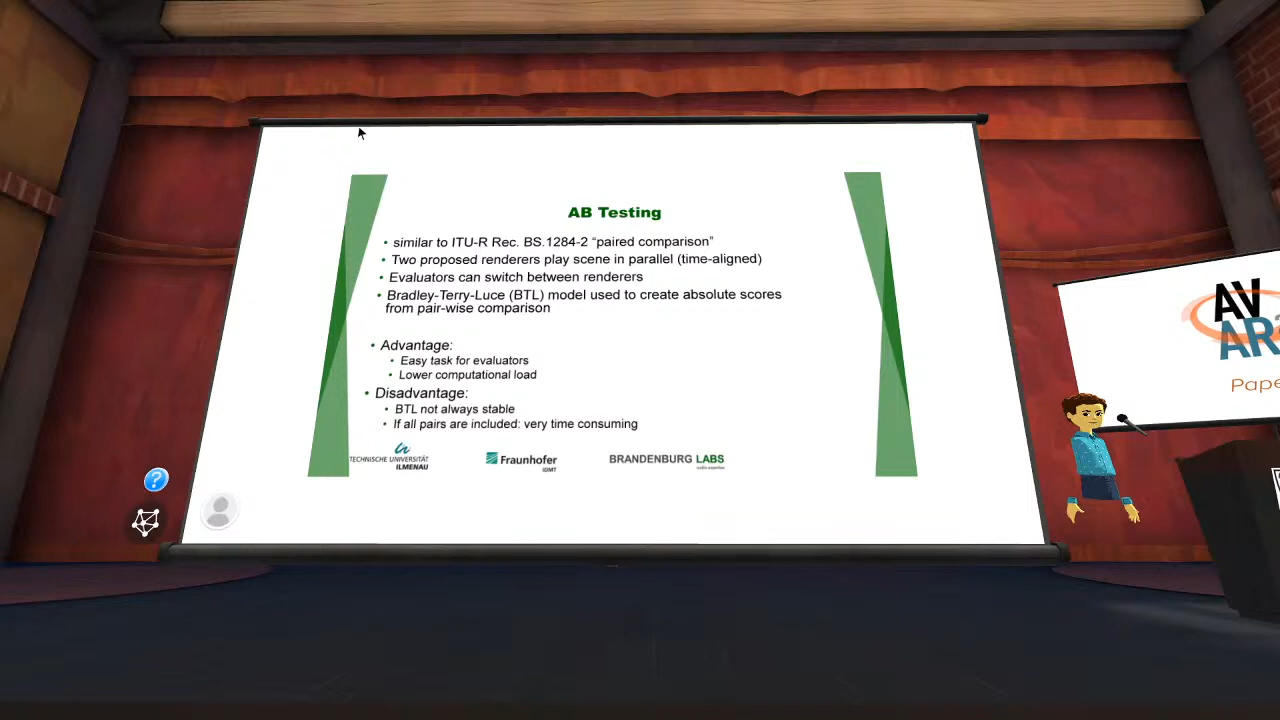 AB Testing
• similar to ITU-R Rec. BS.1284-2 “paired comparison”
• Two proposed renderers play scene in parallel (time-aligned)
• Evaluators can switch between renderers
• Bradley-Terry-Luce (BTL) model used to create absolute scores
from pair-wise comparison
• Advantage:
• Easy task for evaluators
• Lower computational load
• Disadvantage:
• BTL not always stable
• If all pairs are included: very time consuming
TECHNISCHE UNIVERSITÄT
ILMENAU
Fraunhofer
IDMT
BRANDENBURG LABS
?
AV
AR
Pape